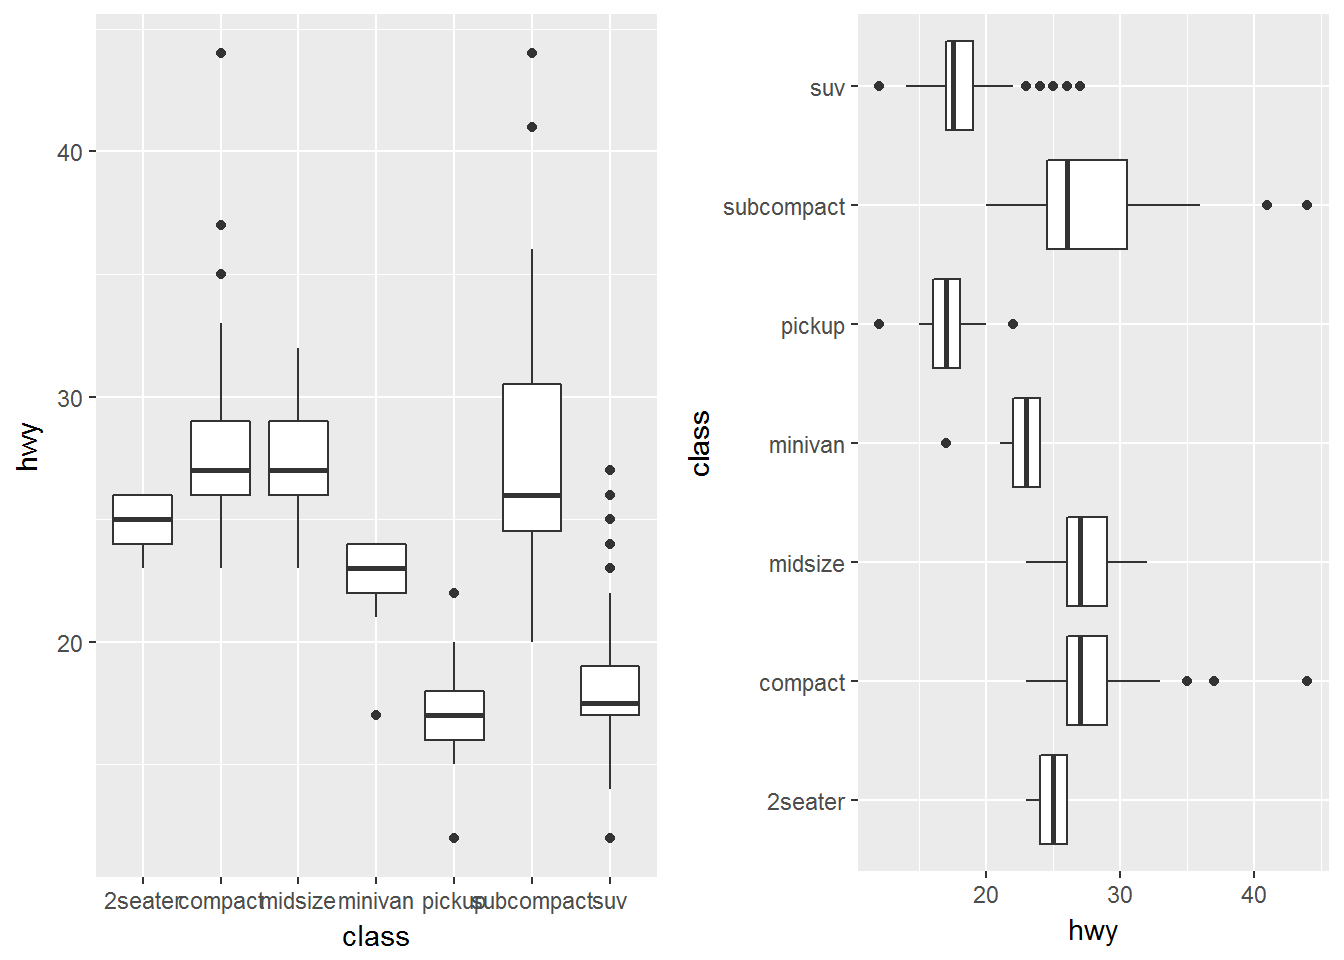 40
30
20
hwy
2seater compact midsize minivan pickup subcompact suv
class
suv
subcompact
pickup
minivan
midsize
compact
2seater
class
20 30 40
hwy